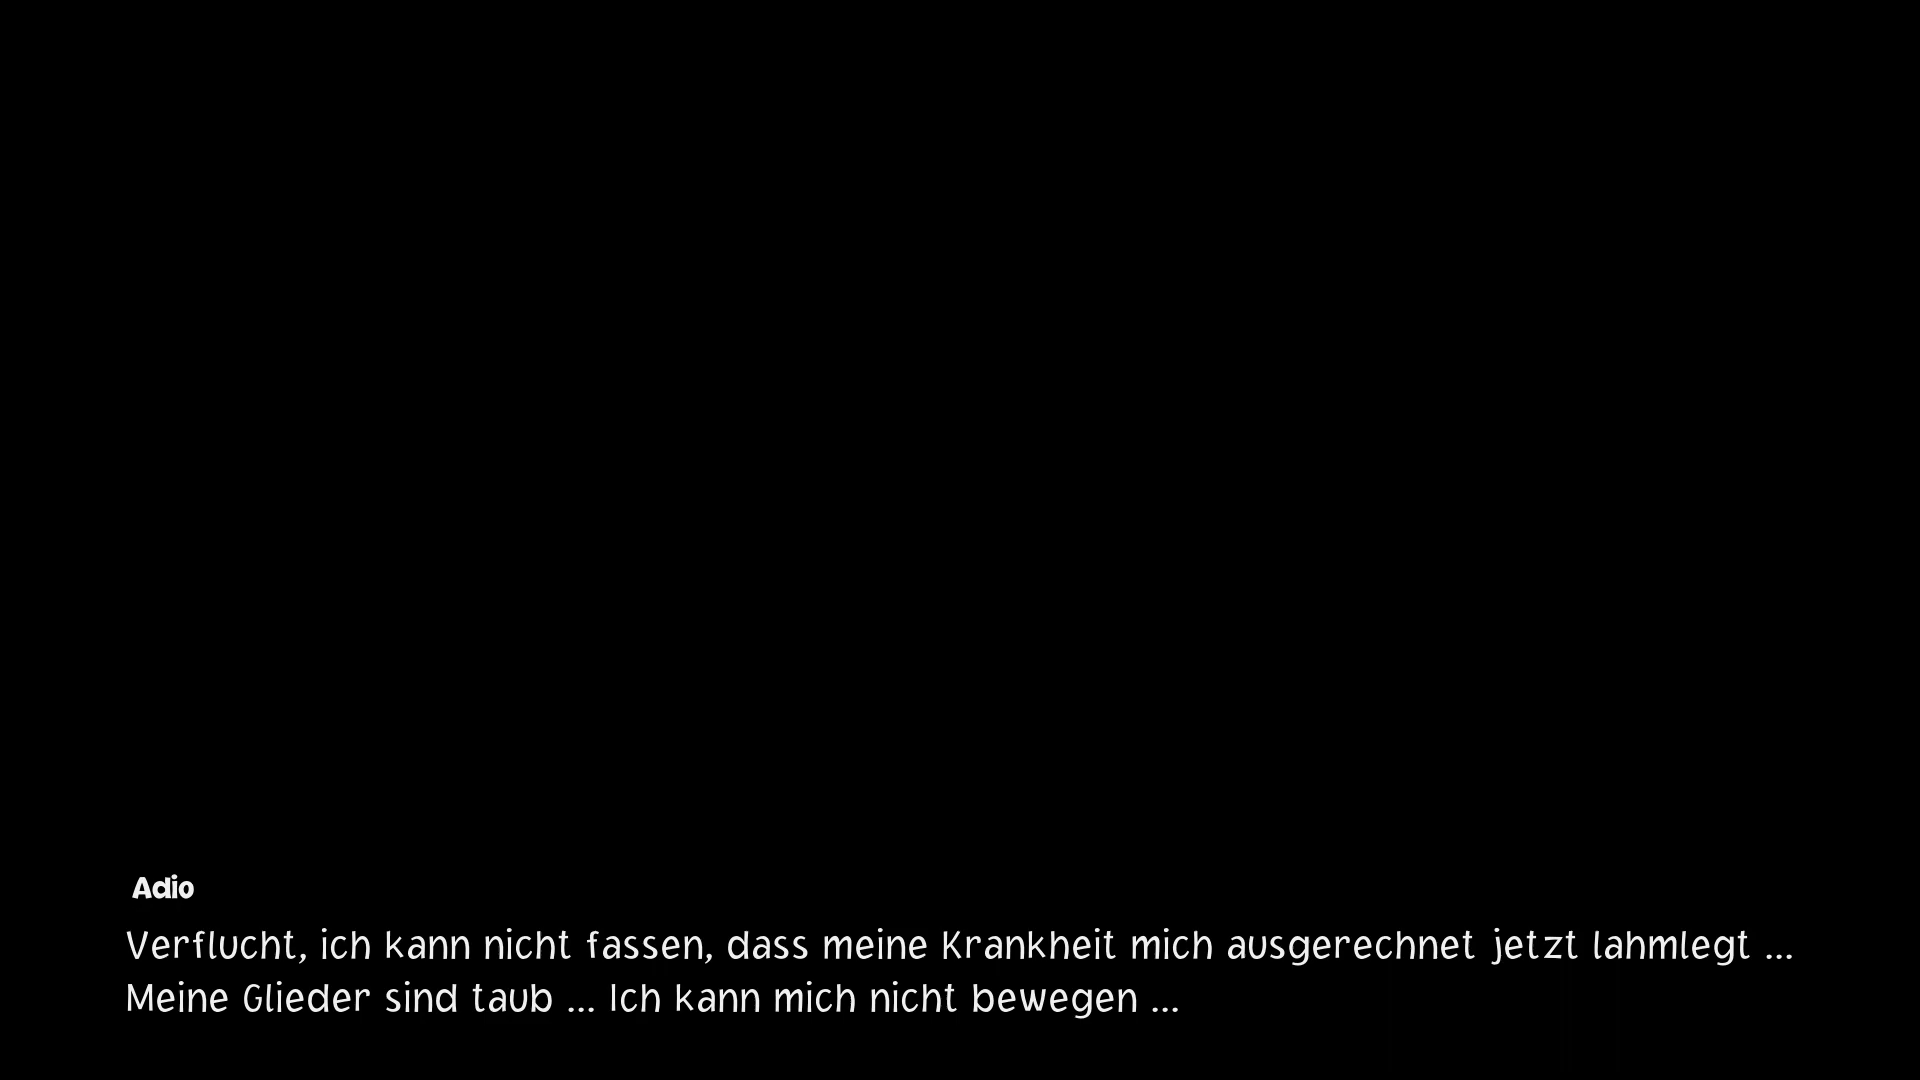 Adio
Verflucht, ich kann nicht fassen, dass meine Krankheit mich ausgerechnet jetzt lahmlegt ...
Meine Glieder sind taub ... Ich kann mich nicht bewegen ...